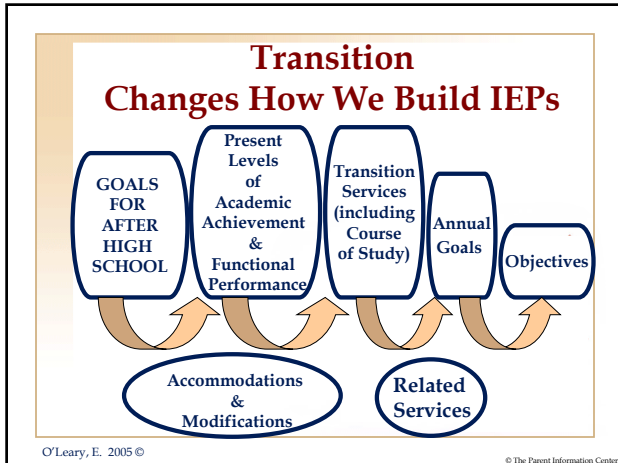 Transition
Changes How We Build IEPs
GOALS
FOR
AFTER
HIGH
SCHOOL
Present
Levels
of
Academic
Achievement
&
Functional
Performance
Transition
Services
(including
Course
of Study)
Annual
Goals
Objectives
Accommodations
&
Modifications
Related
Services
O'Leary, E. 2005 ©
© The Parent Information Center